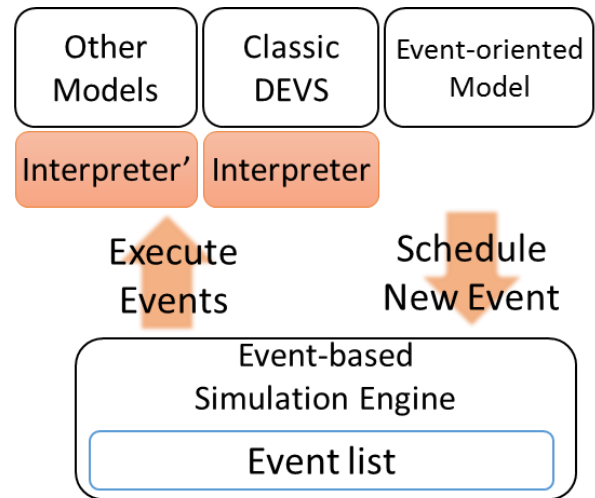 Other
Models
Classic
DEVS
Event-oriented
Model
Interpreter’
Interpreter
Execute
Events
Schedule
New Event
Event-based
Simulation Engine
Event list